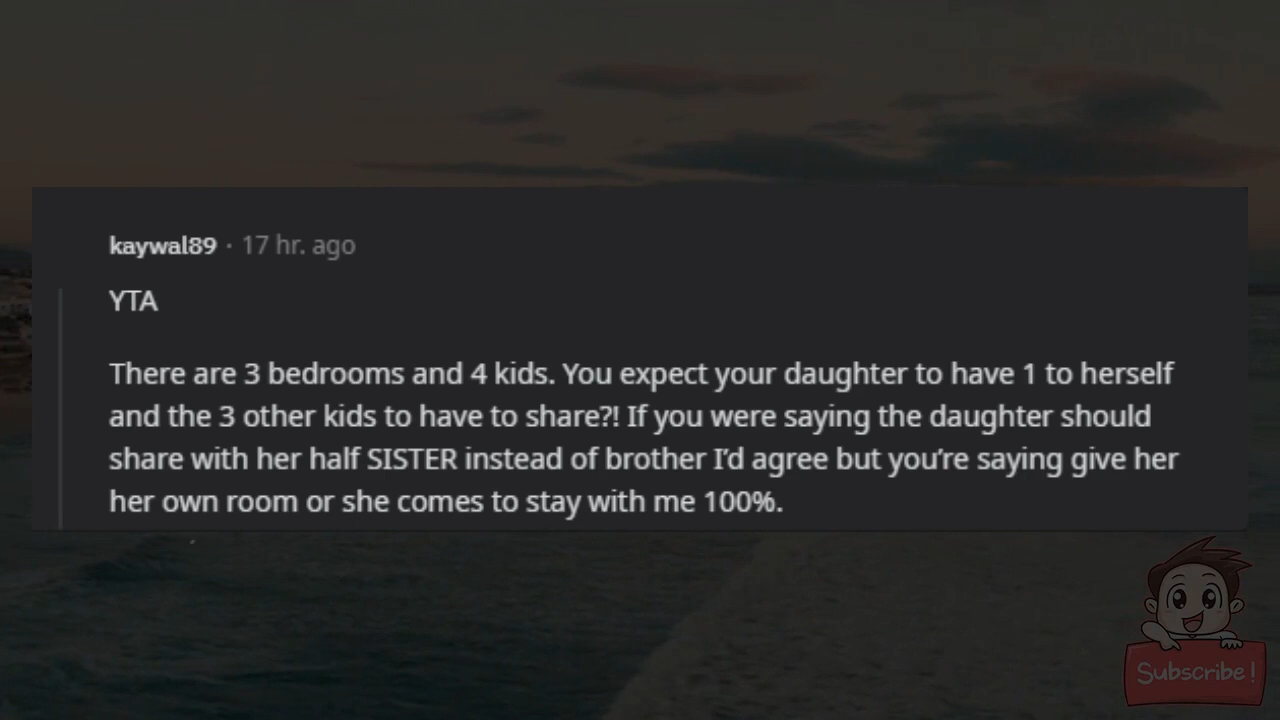 kaywal89 · 17 hr. ago
YTA
There are 3 bedrooms and 4 kids. You expect your daughter to have 1 to herself
and the 3 other kids to have to share?! If you were saying the daughter should
share with her half SISTER instead of brother I'd agree but you're saying give her
her own room or she comes to stay with me 100%.
Subscribe!